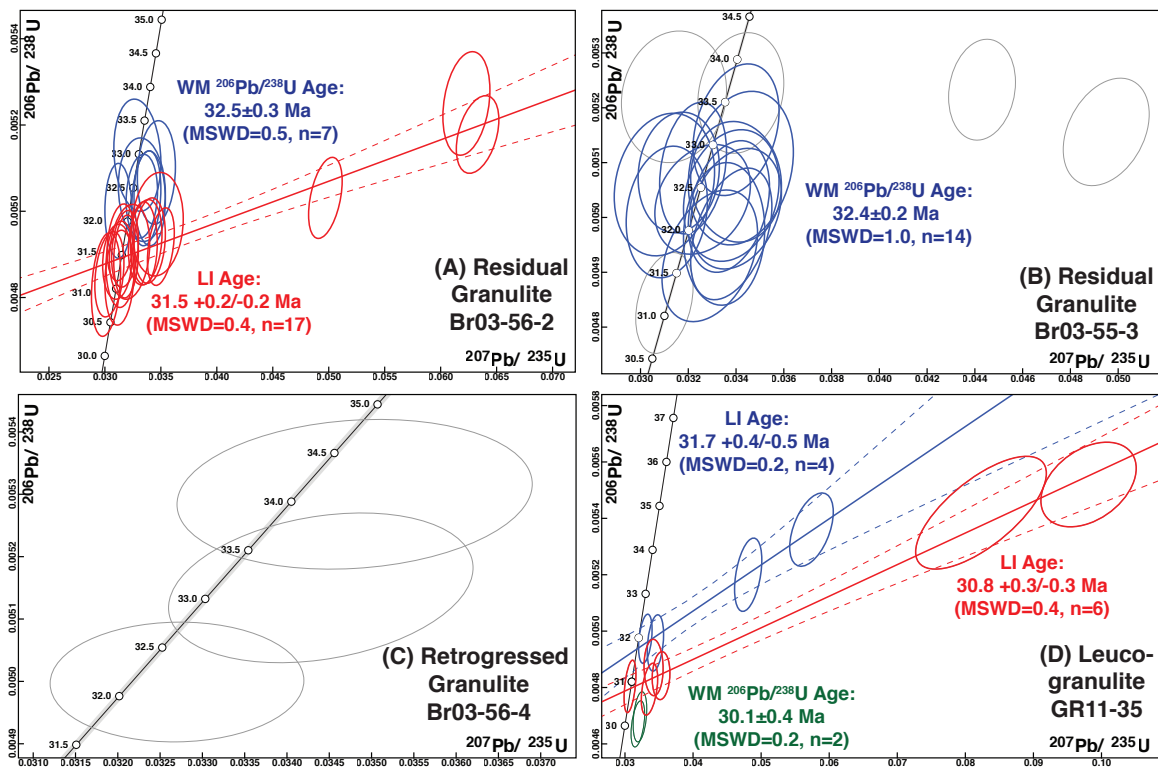 206Pb/ 238U
0.0054
0.0052
0.0050
0.0048
35.0
34.5
34.0
33.5
33.0
32.5
32.0
31.5
31.0
30.5
30.0
WM 206Pb/238U Age:
32.5±0.3 Ma
(MSWD=0.5, n=7)
LI Age:
31.5 +0.2/-0.2 Ma
(MSWD=0.4, n=17)
(A) Residual
Granulite
Br03-56-2
207Pb/ 235U
0.025
0.030
0.035
0.040
0.045
0.050
0.055
0.060
0.065
0.070
206Pb/ 238U
0.0053
0.0052
0.0051
0.0050
0.0049
0.0048
34.5
34.0
33.5
33.0
32.5
32.0
31.5
31.0
30.5
WM 206Pb/238U Age:
32.4±0.2 Ma
(MSWD=1.0, n=14)
(B) Residual
Granulite
Br03-55-3
207Pb/ 235U
0.030
0.032
0.034
0.036
0.038
0.040
0.042
0.044
0.046
0.048
0.050
206Pb/ 238U
0.0054
0.0053
0.0052
0.0051
0.0050
0.0049
35.0
34.5
34.0
33.5
33.0
32.5
32.0
31.5
(C) Retrogressed
Granulite
Br03-56-4
207Pb/ 235U
0.0310
0.0315
0.0320
0.0325
0.0330
0.0335
0.0340
0.0345
0.0350
0.0355
0.0360
0.0365
0.0370
206Pb/ 238U
0.0058
0.0056
0.0054
0.0052
0.0050
0.0048
0.0046
37
36
35
34
33
32
31
30
LI Age:
31.7 +0.4/-0.5 Ma
(MSWD=0.2, n=4)
LI Age:
30.8 +0.3/-0.3 Ma
(MSWD=0.4, n=6)
WM 206Pb/238U Age:
30.1±0.4 Ma
(MSWD=0.2, n=2)
(D) Leuco-
granulite
GR11-35
207Pb/ 235U
0.03
0.04
0.05
0.06
0.07
0.08
0.09
0.10